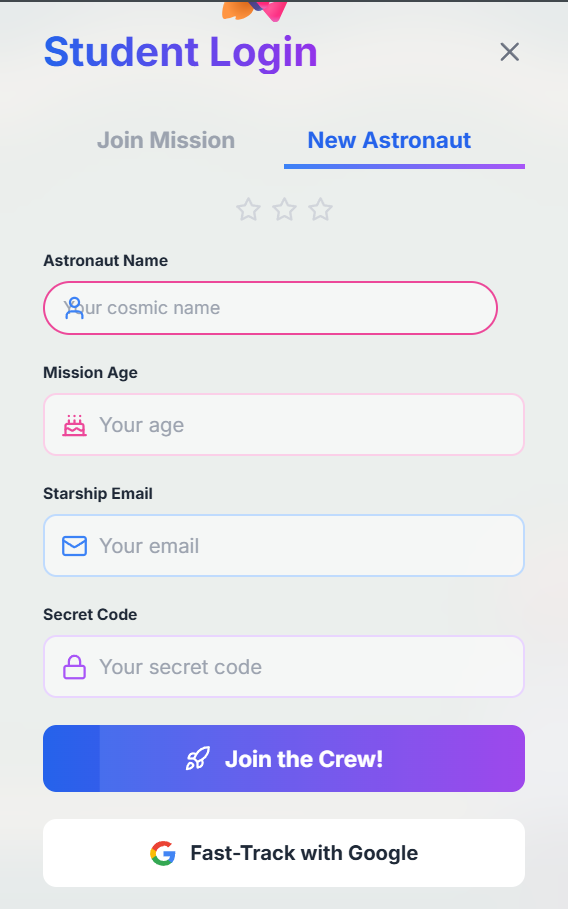 Student Login
Join Mission
New Astronaut
Astronaut Name
Your cosmic name
Mission Age
Your age
Starship Email
Your email
Secret Code
Your secret code
Join the Crew!
Fast-Track with Google